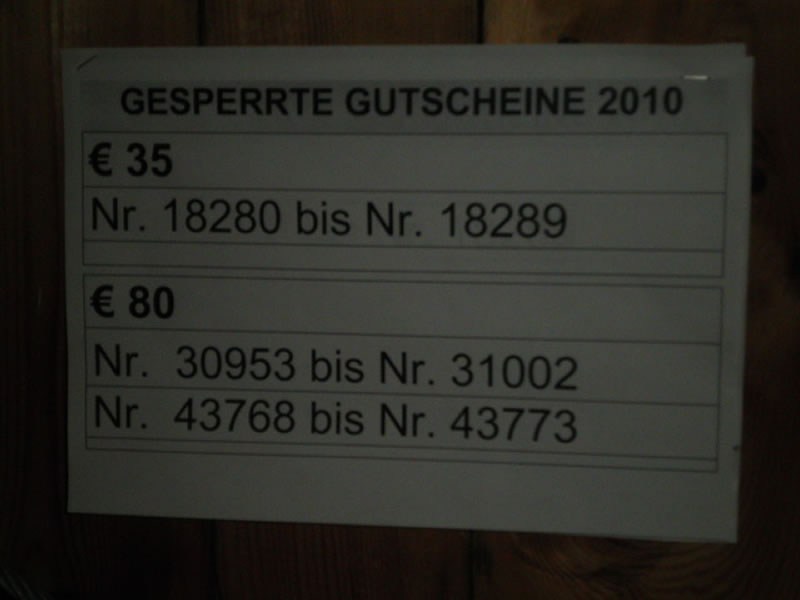 GESPERRTE GUTSCHEINE 2010
€ 35
Nr. 18280 bis Nr. 18289
€ 80
Nr. 30953 bis Nr. 31002
Nr. 43768 bis Nr. 43773